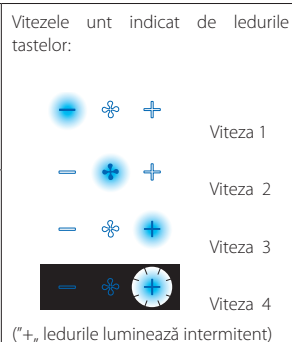 Vitezele unt indicat de ledurile
tastelor:
Viteza 1
Viteza 2
Viteza 3
Viteza 4
("+„ ledurile luminează intermitent)